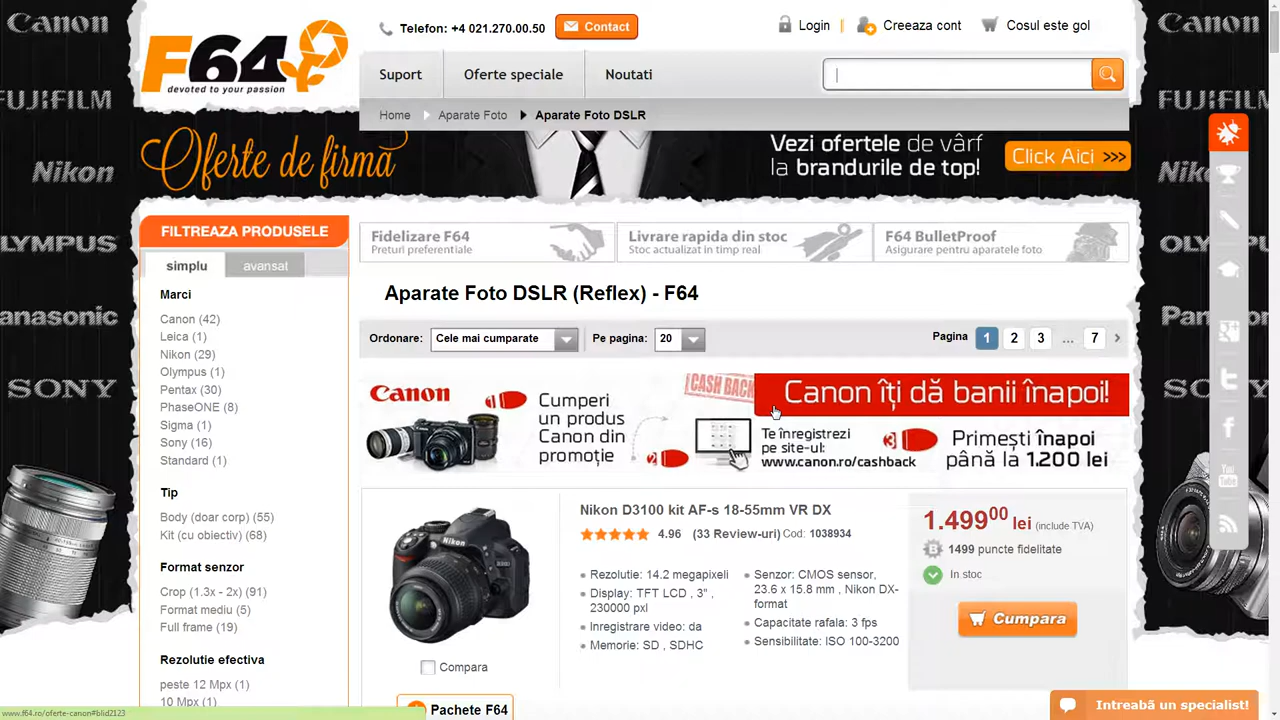 Canon
FUJIFILM
Nikon
OLYMPUS
Panasonic
SONY
F64
devoted to your passion
Telefon: +4 021.270.00.50
Contact
Login
Creeaza cont
Cosul este gol
Suport
Oferte speciale
Noutati
Home
Aparate Foto
Aparate Foto DSLR
Oferte de firma
Vezi ofertele de vârf
la brandurile de top!
Click Aici >>>
FILTREAZA PRODUSELE
simplu
avansat
Marci
Canon (42)
Leica (1)
Nikon (29)
Olympus (1)
Pentax (30)
PhaseONE (8)
Sigma (1)
Sony (16)
Standard (1)
Tip
Body (doar corp) (55)
Kit (cu obiectiv) (68)
Format senzor
Crop (1.3x - 2x) (91)
Format mediu (5)
Full frame (19)
Rezolutie efectiva
peste 12 Mpx (1)
10 Mpx (1)
Fidelizare F64
Preturi preferentiale
Livrare rapida din stoc
Stoc actualizat in timp real
F64 BulletProof
Asigurare pentru aparatele foto
Aparate Foto DSLR (Reflex) - F64
Ordonare:
Cele mai cumparate
Pe pagina:
20
Pagina
1
2
3
...
7
Canon
1
Cumperi
un produs
Canon din
promoție
2
CASH BACK
Canon îți dă banii înapoi!
Te înregistrezi
pe site-ul:
www.canon.ro/cashback
3
Primești înapoi
până la 1.200 lei
Nikon
Nikon D3100 kit AF-s 18-55mm VR DX
4.96 (33 Review-uri) Cod: 1038934
Rezolutie: 14.2 megapixeli
Display: TFT LCD , 3" ,
230000 pxl
Inregistrare video: da
Memorie: SD , SDHC
Senzor: CMOS sensor,
23.6 x 15.8 mm , Nikon DX-
format
Capacitate rafala: 3 fps
Sensibilitate: ISO 100-3200
1.499⁰⁰ lei (include TVA)
1499 puncte fidelitate
In stoc
Cumpara
Compara
Pachete F64
Canon
FUJIFILM
Nik
OLYMP
Pan
SO
You
Tube
Intreabă un specialist!
www.f64.ro/oferte-canon#blid2123